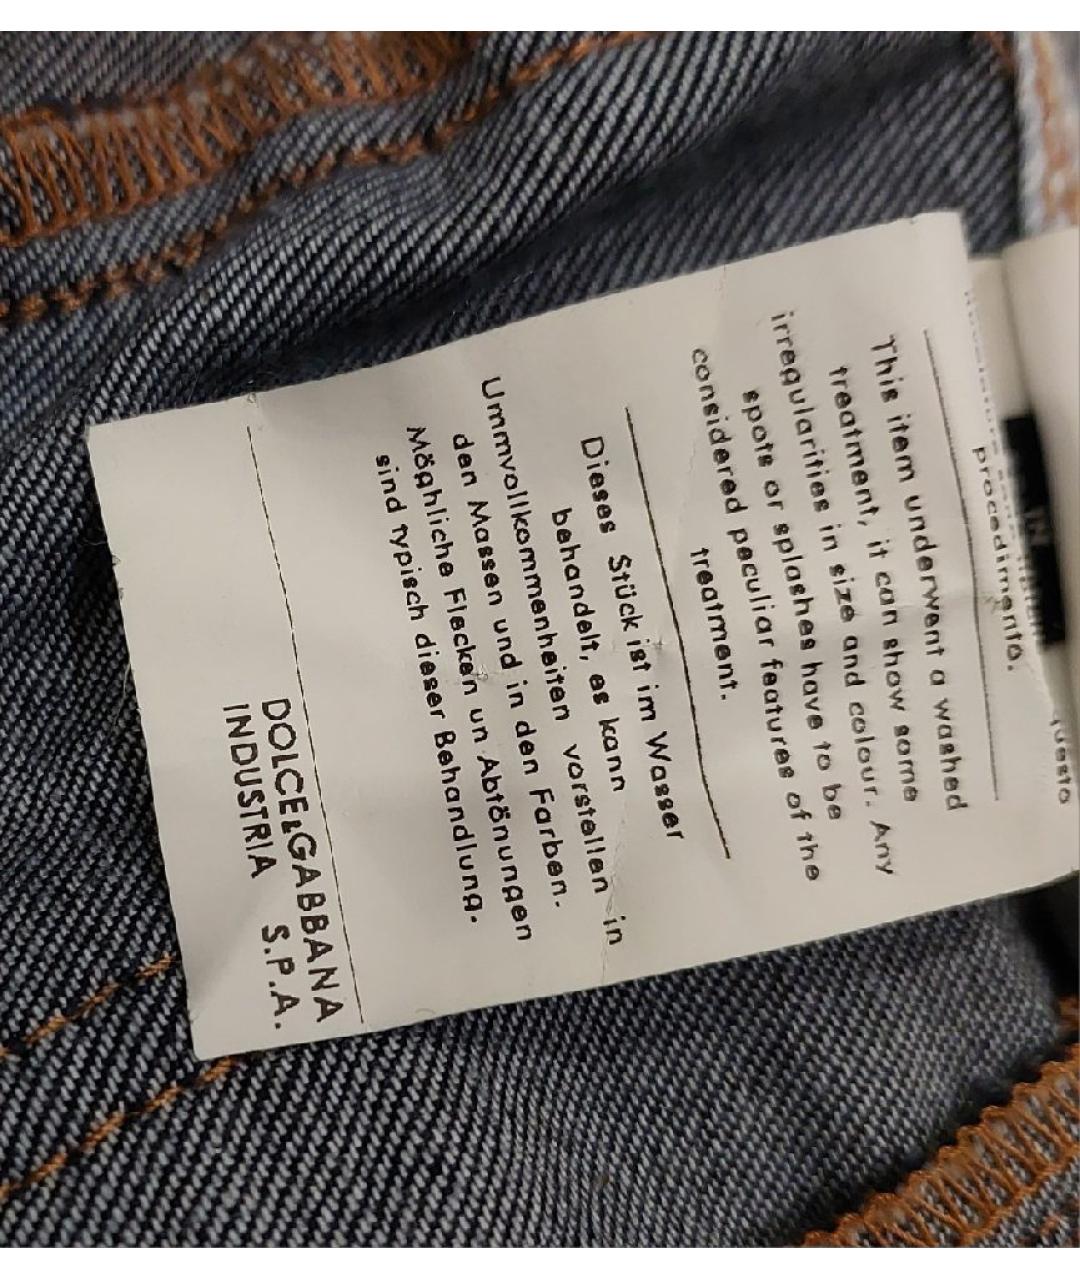 procedimento.
This item underwent a washed
treatment, it can show some
irregularities in size and colour. Any
spots or splashes have to be
considered peculiar features of the
treatment.
Dieses Stück ist im Wasser
behandelt, es kann
Ummvollkommenheiten vorstellen in
den Massen und in den Farben.
Möghliche Flecken un Abtönungen
sind typisch dieser Behandlung.
DOLCE&GABBANA
INDUSTRIA S.P.A.